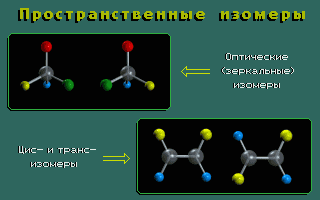 Пространственные изомеры
Оптические
(зеркальные)
изомеры
Цис- и транс-
изомеры